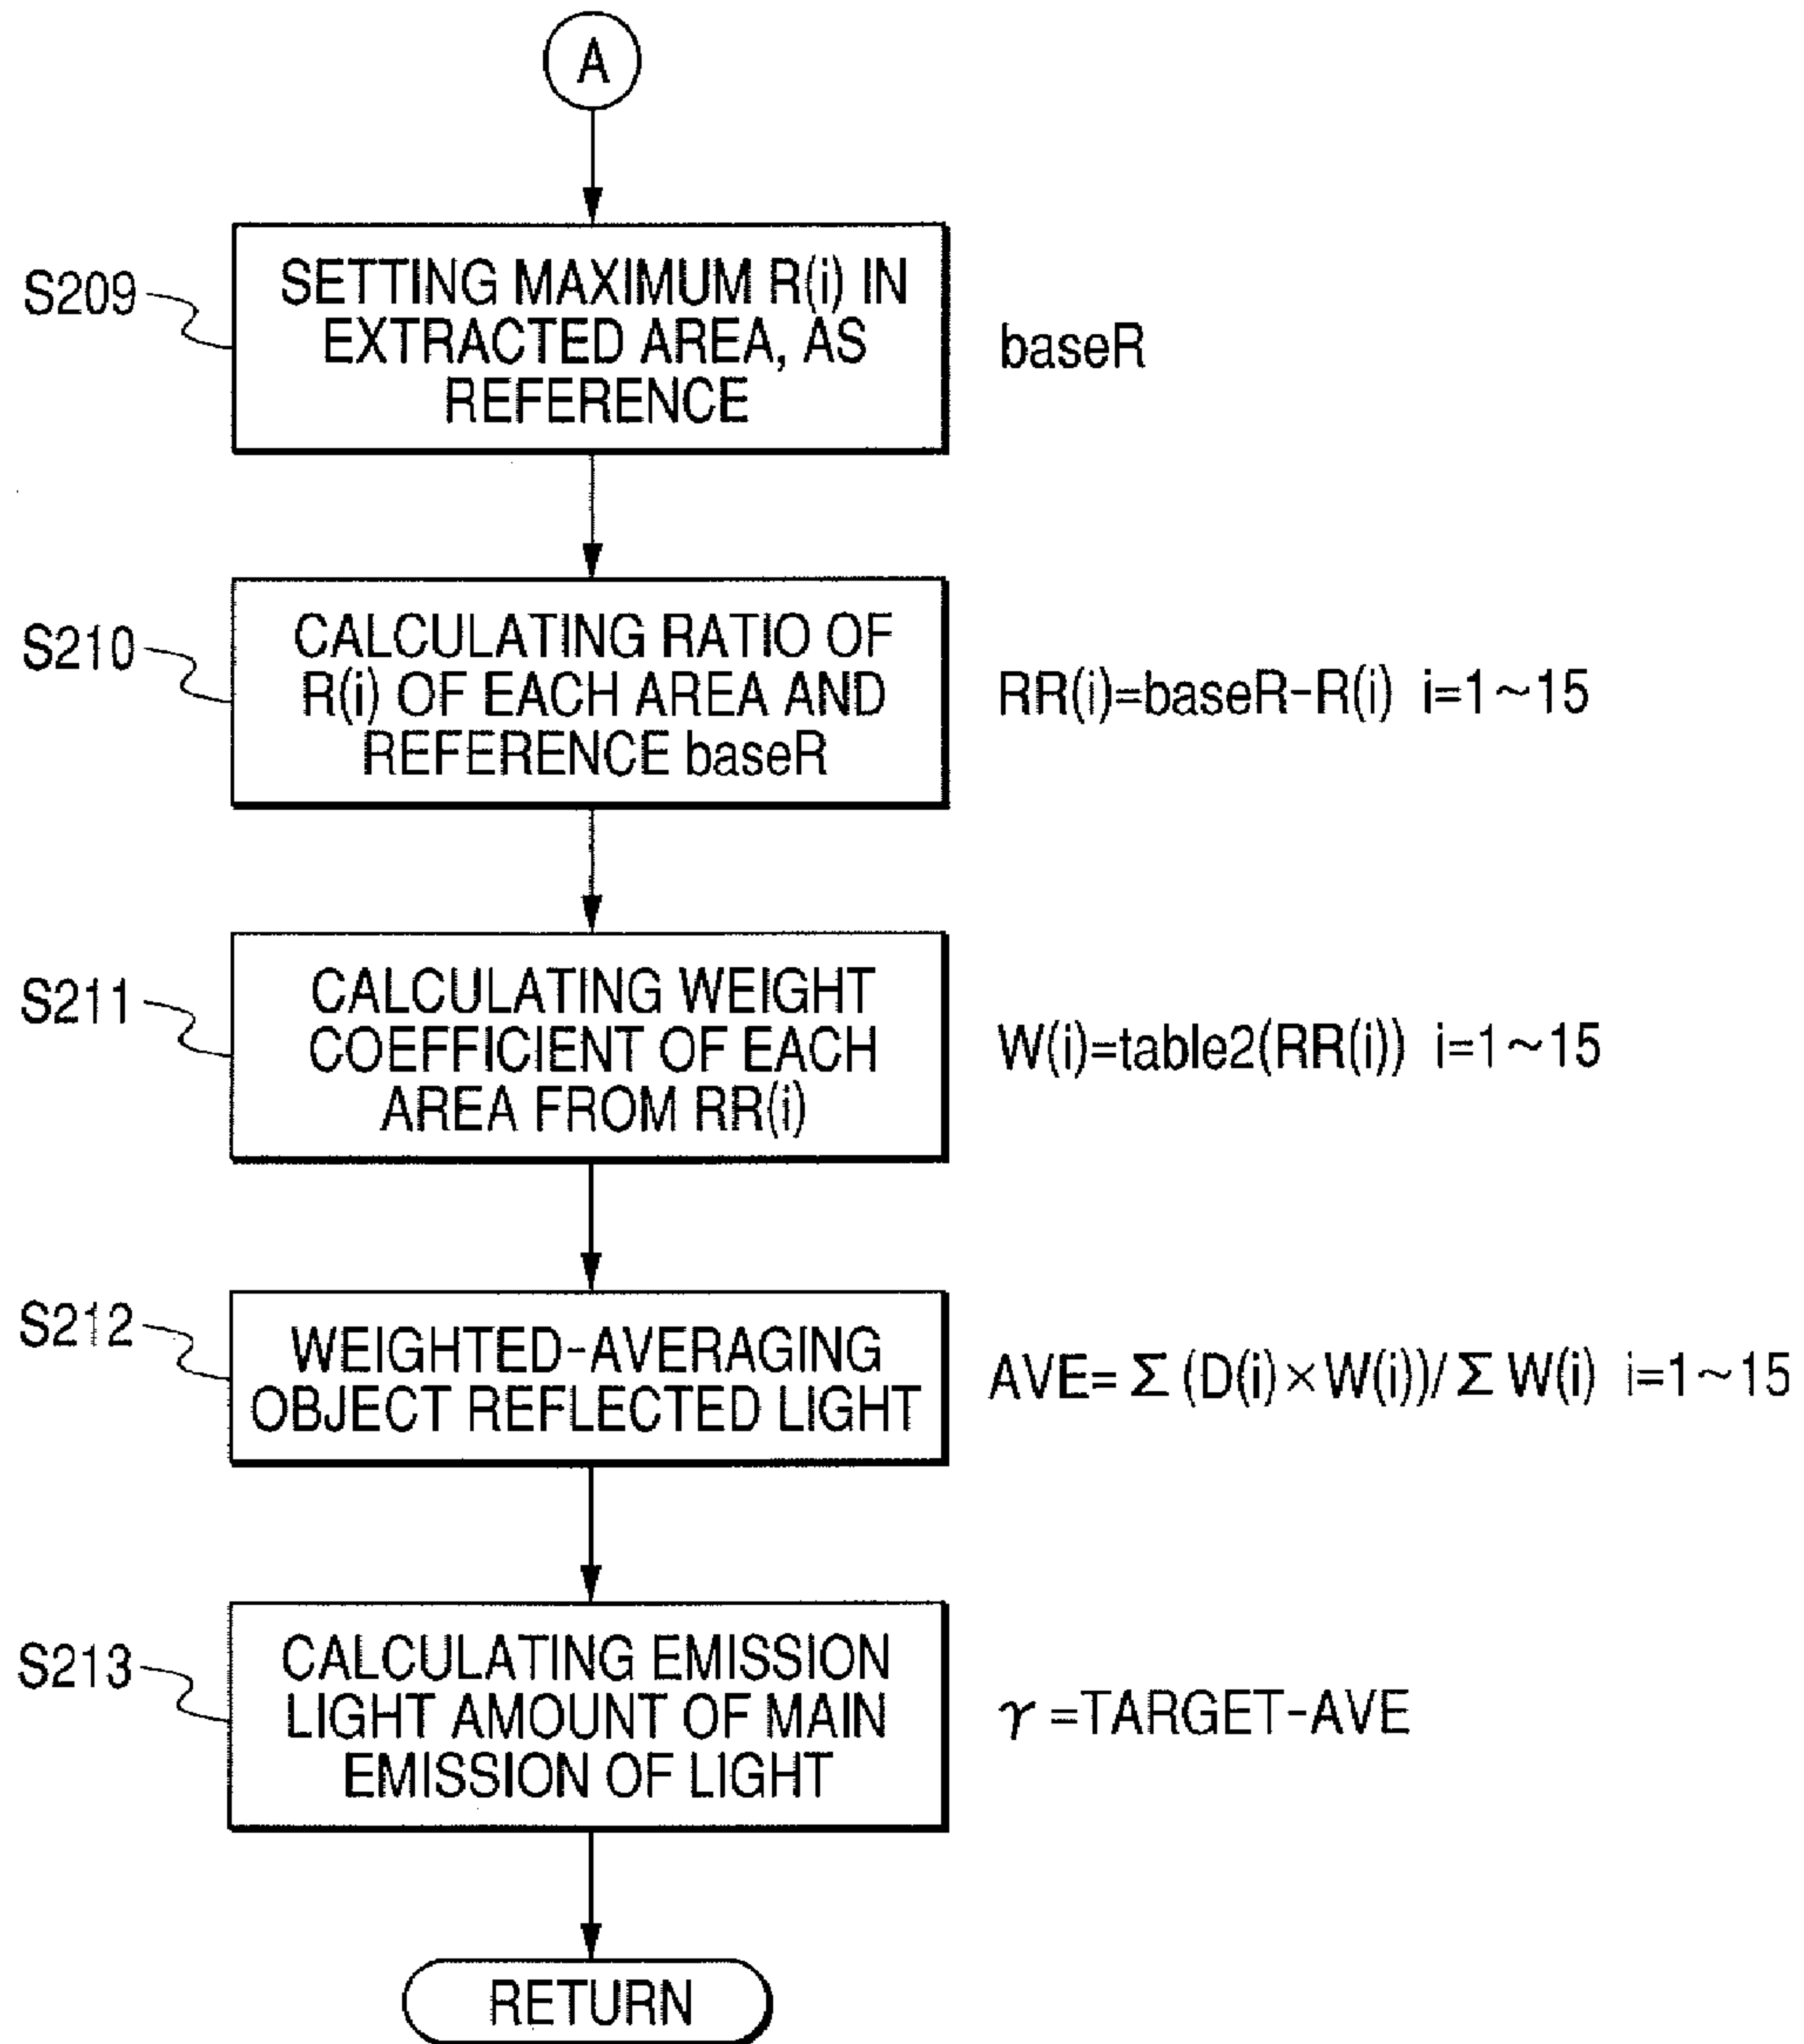 A
S209
SETTING MAXIMUM R(i) IN
EXTRACTED AREA, AS
REFERENCE
baseR
S210
CALCULATING RATIO OF
R(i) OF EACH AREA AND
REFERENCE baseR
RR(i)=baseR-R(i) i=1~15
S211
CALCULATING WEIGHT
COEFFICIENT OF EACH
AREA FROM RR(i)
W(i)=table2(RR(i)) i=1~15
S212
WEIGHTED-AVERAGING
OBJECT REFLECTED LIGHT
AVE=Σ(D(i)×W(i))/ΣW(i) i=1~15
S213
CALCULATING EMISSION
LIGHT AMOUNT OF MAIN
EMISSION OF LIGHT
γ=TARGET-AVE
RETURN